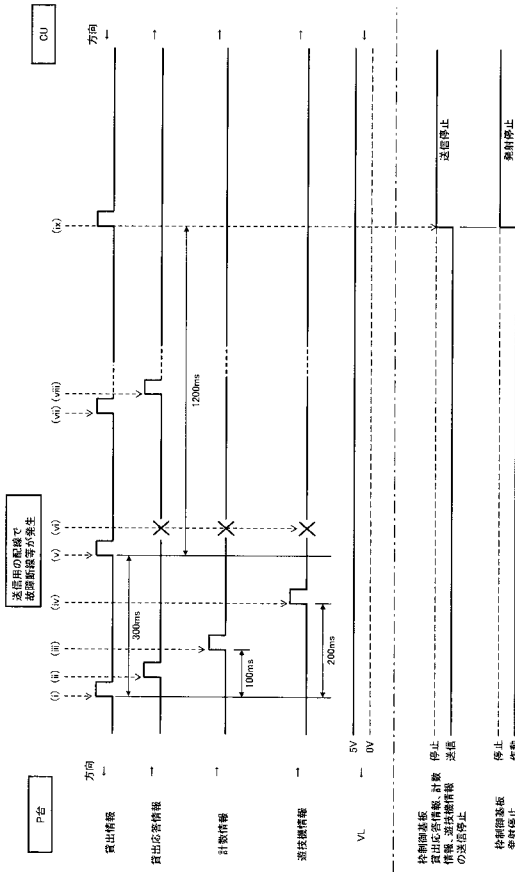 P台
CU
送信用の配線で
故障断線等が発生
(i)
(ii)
(iii)
(iv)
(v)
(vi)
(vii)
(viii)
(ix)
方向
方向
貸出情報
←
←
300ms
貸出応答情報
→
→
1200ms
計数情報
→
→
100ms
遊技機情報
→
→
200ms
VL
←
5V
0V
←
枠制御基板
貸出応答情報、計数
情報、遊技機情報
の送信停止
停止
送信
送信停止
枠制御基板
発射停止
停止
発射停止